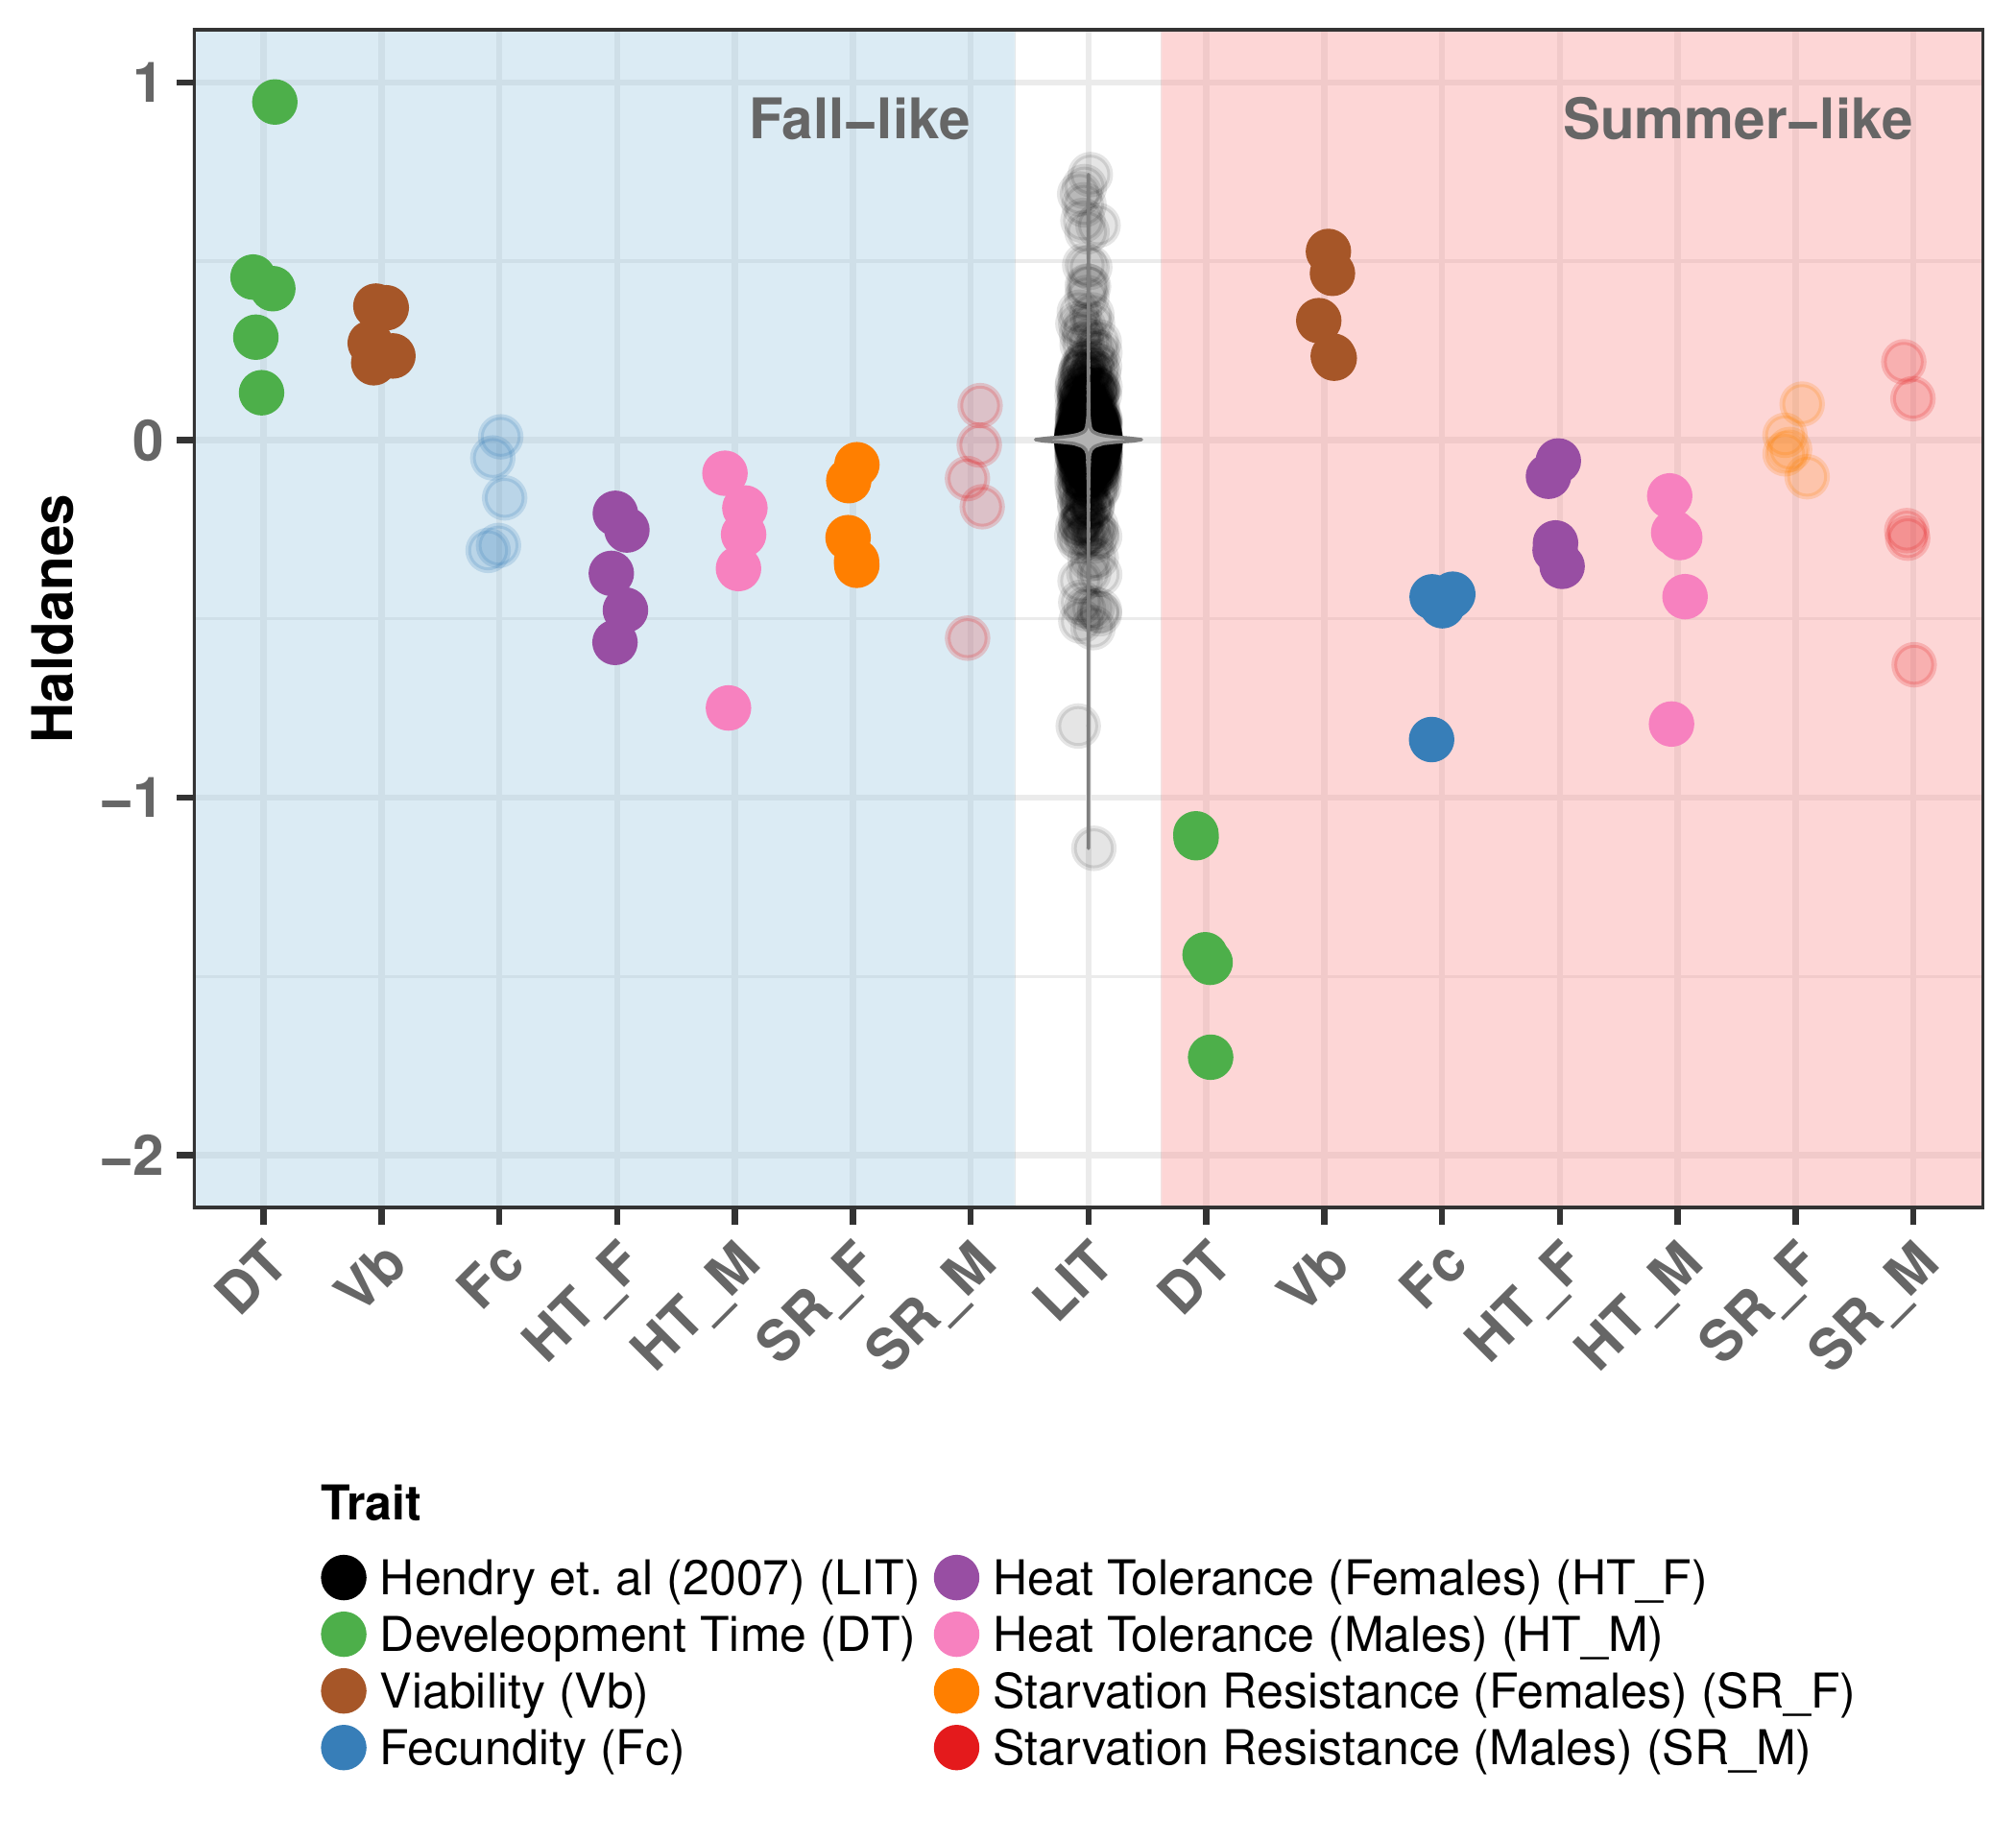 1
0
−1
−2
Haldanes
Fall−like
Summer−like
DT
Vb
Fc
HT_F
HT_M
SR_F
SR_M
LIT
DT
Vb
Fc
HT_F
HT_M
SR_F
SR_M
Trait
Hendry et. al (2007) (LIT)
Develeopment Time (DT)
Viability (Vb)
Fecundity (Fc)
Heat Tolerance (Females) (HT_F)
Heat Tolerance (Males) (HT_M)
Starvation Resistance (Females) (SR_F)
Starvation Resistance (Males) (SR_M)